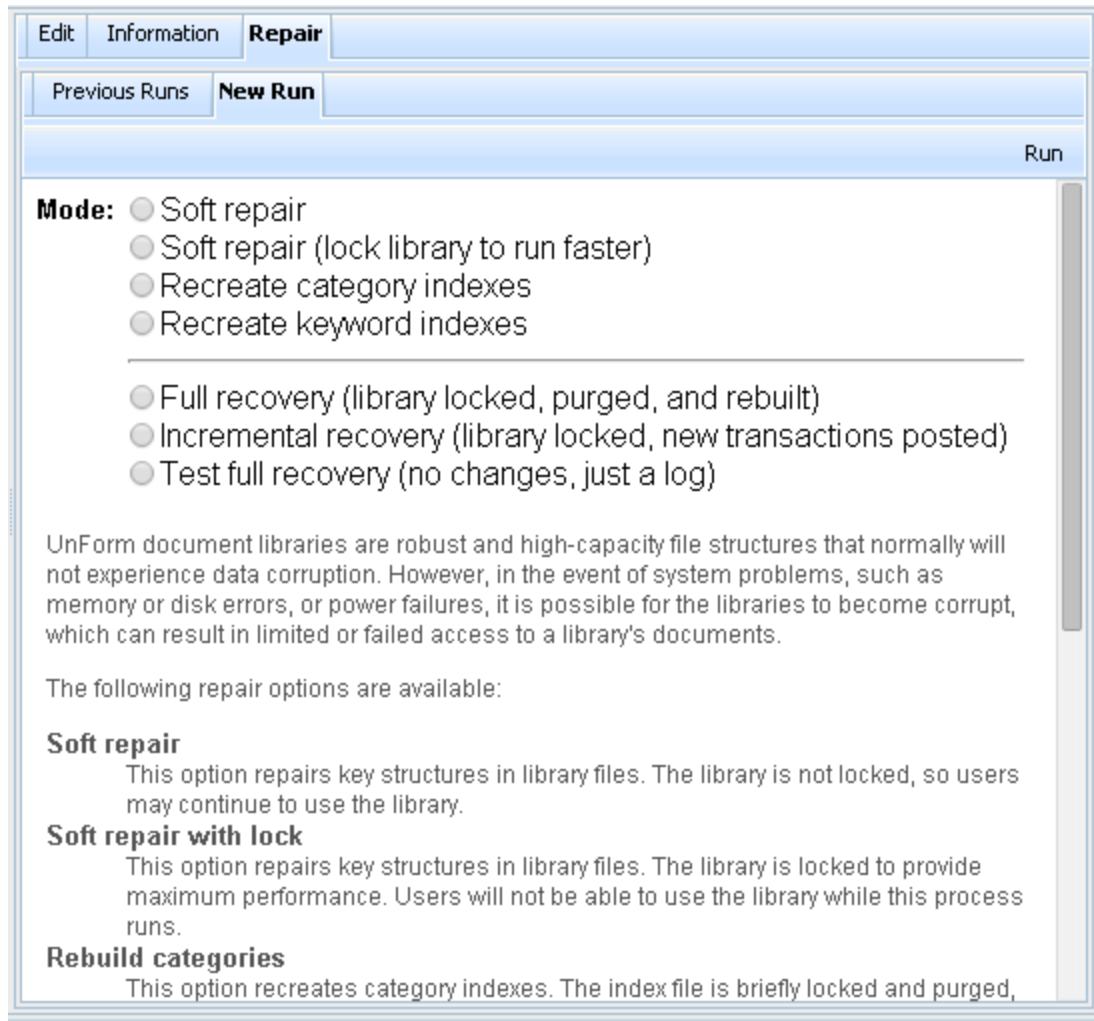 Edit Information Repair
Previous Runs New Run
Run
Mode: Soft repair
Soft repair (lock library to run faster)
Recreate category indexes
Recreate keyword indexes
Full recovery (library locked, purged, and rebuilt)
Incremental recovery (library locked, new transactions posted)
Test full recovery (no changes, just a log)
UnForm document libraries are robust and high-capacity file structures that normally will
not experience data corruption. However, in the event of system problems, such as
memory or disk errors, or power failures, it is possible for the libraries to become corrupt,
which can result in limited or failed access to a library's documents.
The following repair options are available:
Soft repair
This option repairs key structures in library files. The library is not locked, so users
may continue to use the library.
Soft repair with lock
This option repairs key structures in library files. The library is locked to provide
maximum performance. Users will not be able to use the library while this process
runs.
Rebuild categories
This option recreates category indexes. The index file is briefly locked and purged,